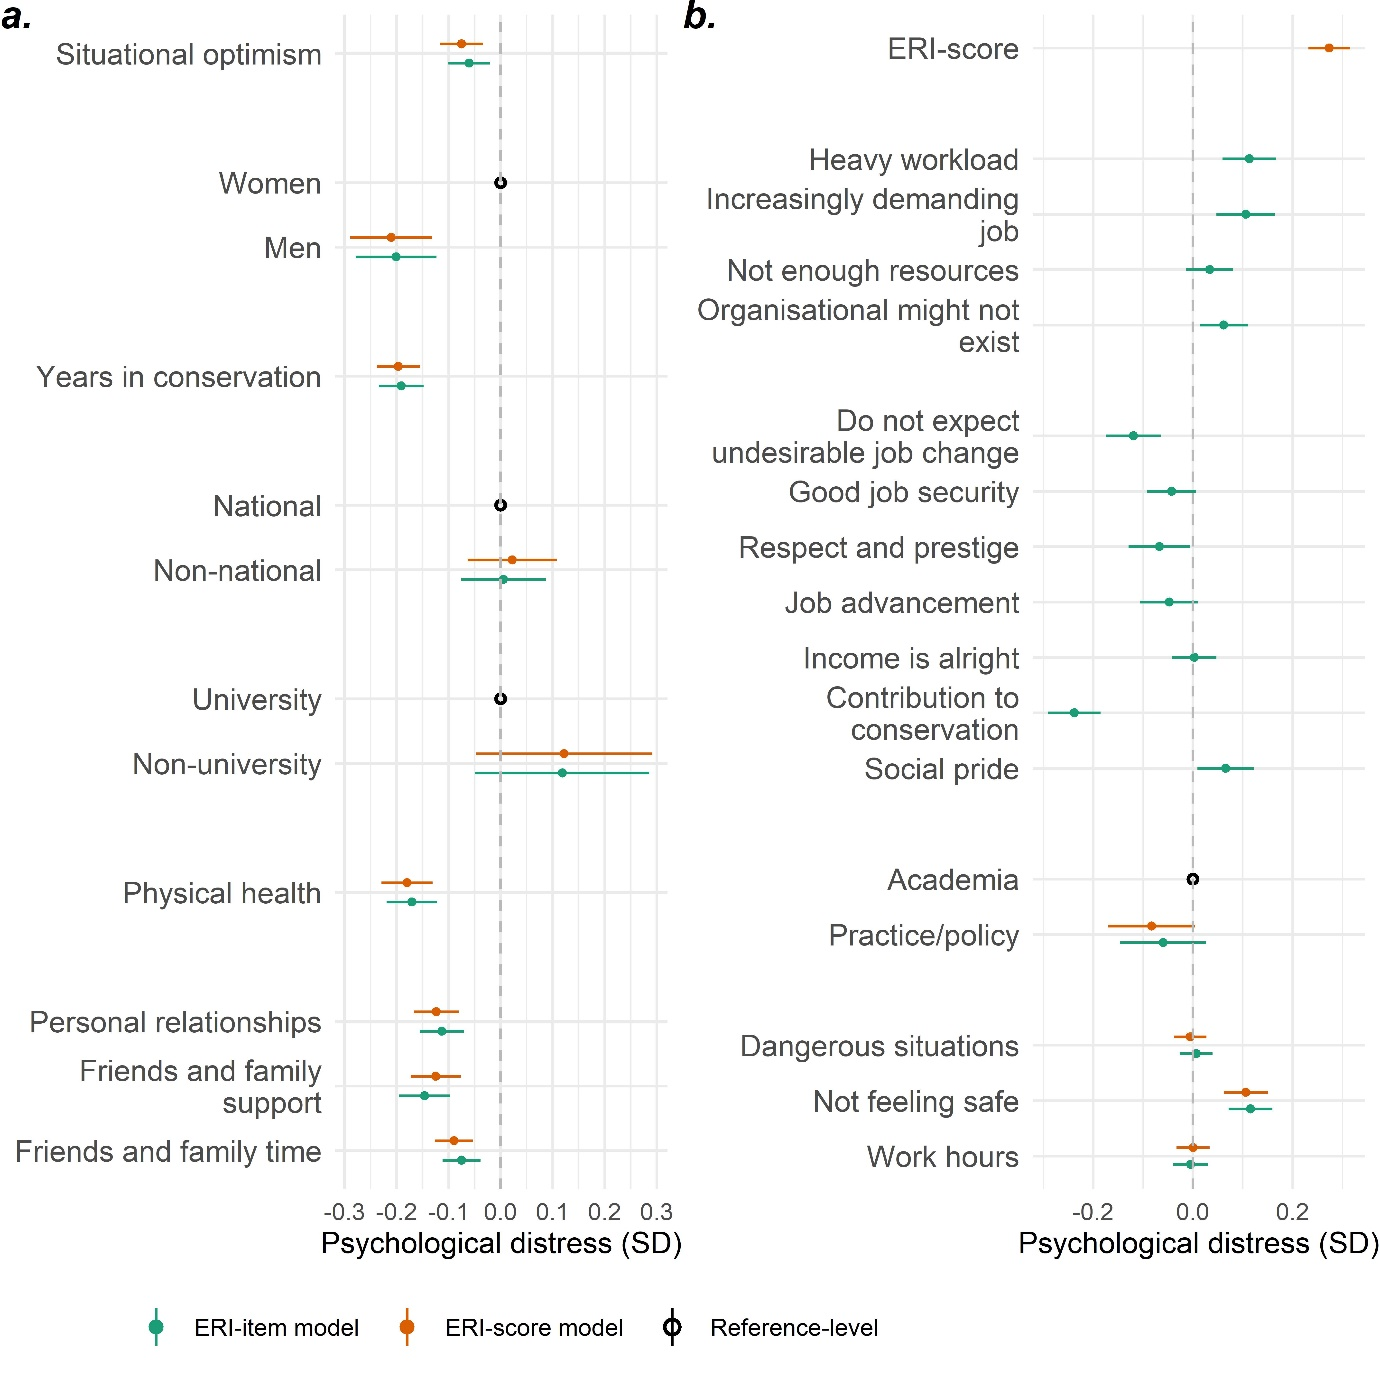 a.
Situational optimism
Women
Men
Years in conservation
National
Non-national
University
Non-university
Physical health
Personal relationships
Friends and family
support
Friends and family time
-0.3 -0.2 -0.1 0.0 0.1 0.2 0.3
Psychological distress (SD)
b.
ERI-score
Heavy workload
Increasingly demanding
job
Not enough resources
Organisational might not
exist
Do not expect
undesirable job change
Good job security
Respect and prestige
Job advancement
Income is alright
Contribution to
conservation
Social pride
Academia
Practice/policy
Dangerous situations
Not feeling safe
Work hours
-0.2 0.0 0.2
Psychological distress (SD)
ERI-item model ERI-score model Reference-level